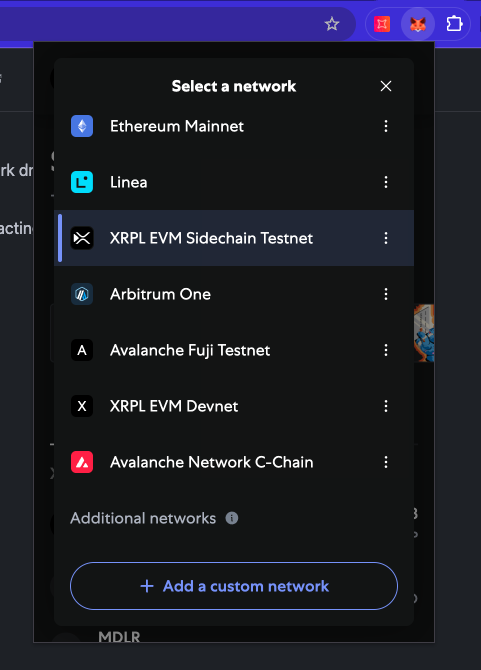 Select a network
Ethereum Mainnet
Linea
XRPL EVM Sidechain Testnet
Arbitrum One
A Avalanche Fuji Testnet
X XRPL EVM Devnet
Avalanche Network C-Chain
Additional networks
+ Add a custom network
MDLR